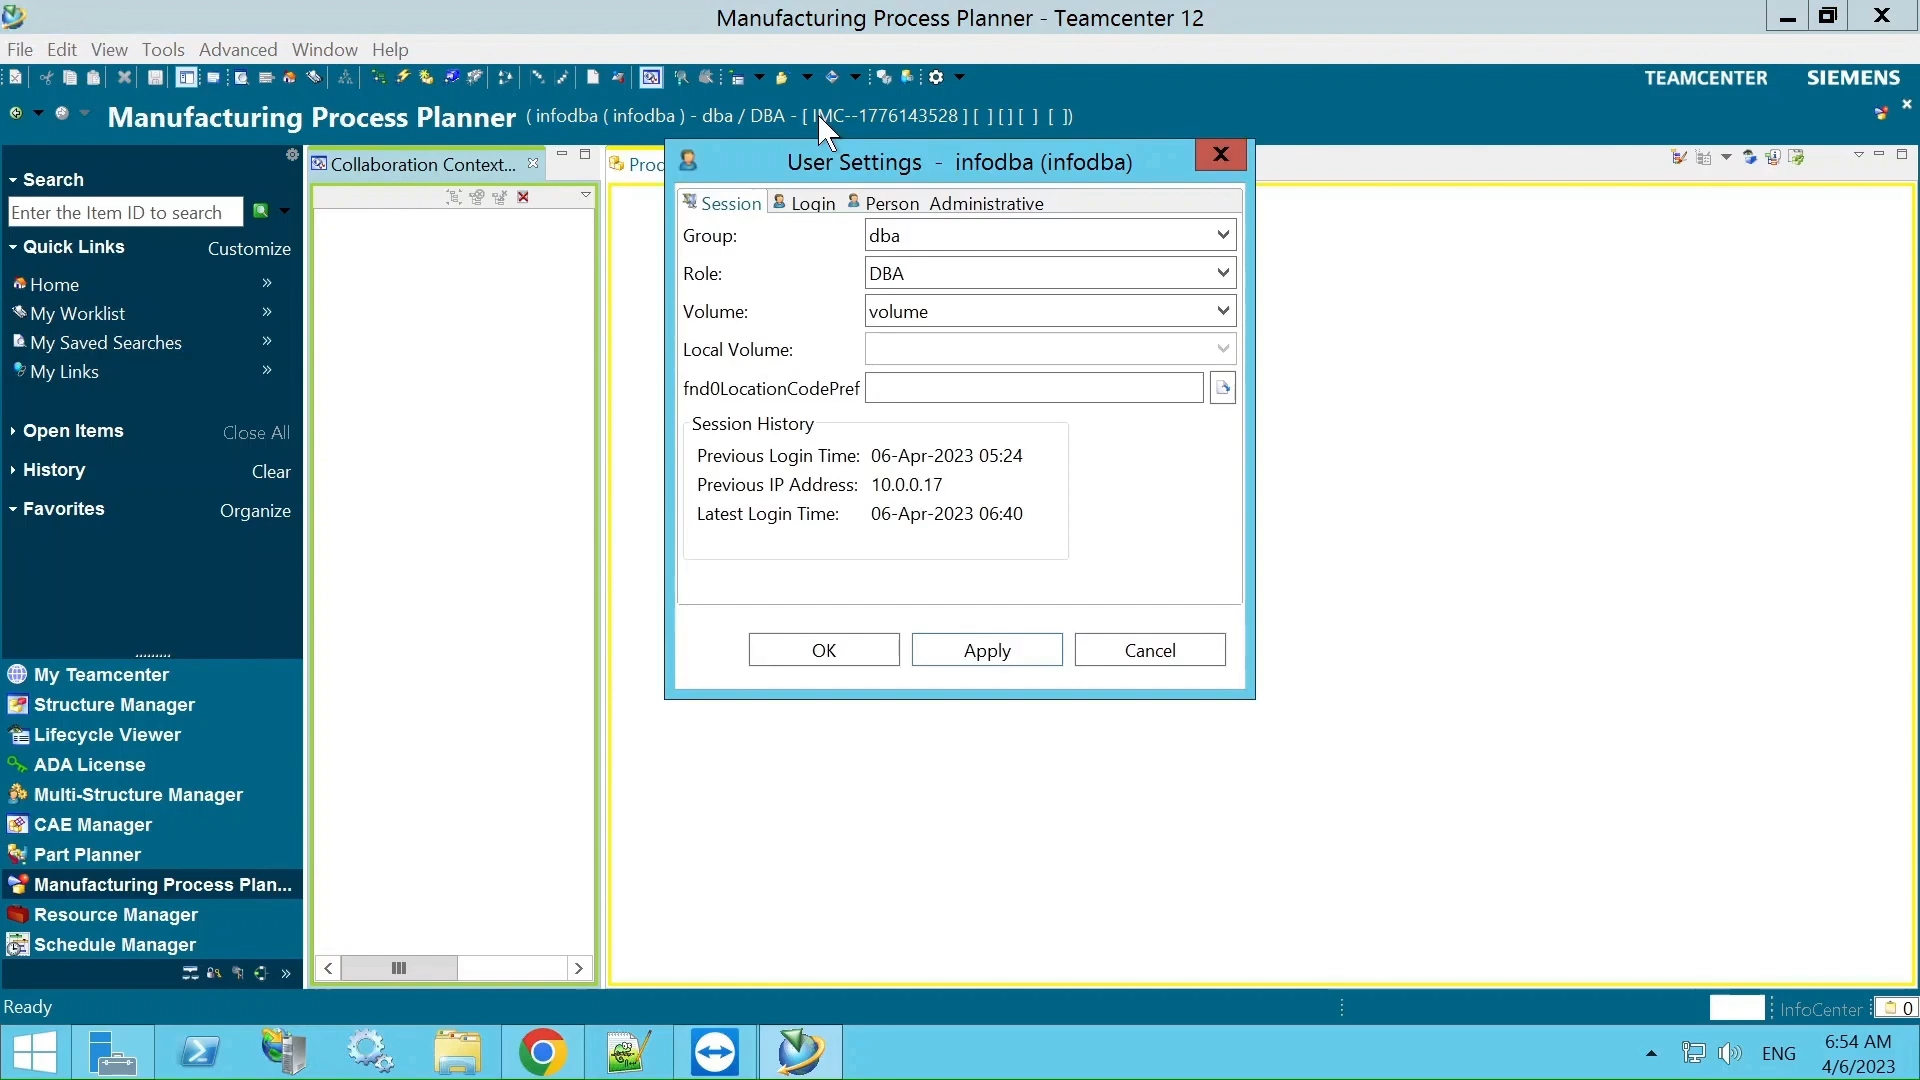 Manufacturing Process Planner - Teamcenter 12
File Edit View Tools Advanced Window Help
TEAMCENTER SIEMENS
Manufacturing Process Planner ( infodba ( infodba ) - dba / DBA - [ IMC--1776143528 ] [ ] [ ] [ ] [ ])
Search
Enter the Item ID to search
Quick Links Customize
Home »
My Worklist »
My Saved Searches »
My Links »
Open Items Close All
History Clear
Favorites Organize
My Teamcenter
Structure Manager
Lifecycle Viewer
ADA License
Multi-Structure Manager
CAE Manager
Part Planner
Manufacturing Process Plan...
Resource Manager
Schedule Manager
»
Collaboration Context...
Prod
User Settings - infodba (infodba)
Session Login Person Administrative
Group: dba
Role: DBA
Volume: volume
Local Volume:
fnd0LocationCodePref
Session History
Previous Login Time: 06-Apr-2023 05:24
Previous IP Address: 10.0.0.17
Latest Login Time: 06-Apr-2023 06:40
OK Apply Cancel
Ready
InfoCenter 0
ENG
6:54 AM
4/6/2023